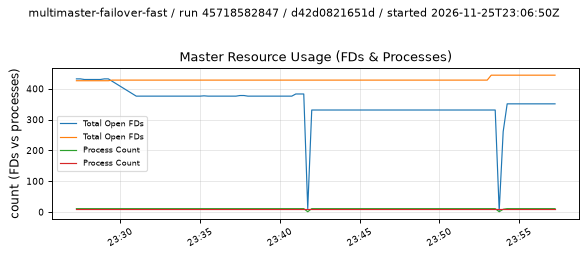 multimaster-failover-fast / run 45718582847 / d42d0821651d / started 2026-11-25T23:06:50Z
Master Resource Usage (FDs & Processes)
count (FDs vs processes)
400
300
200
100
0
Total Open FDs
Total Open FDs
Process Count
Process Count
23:30
23:35
23:40
23:45
23:50
23:55